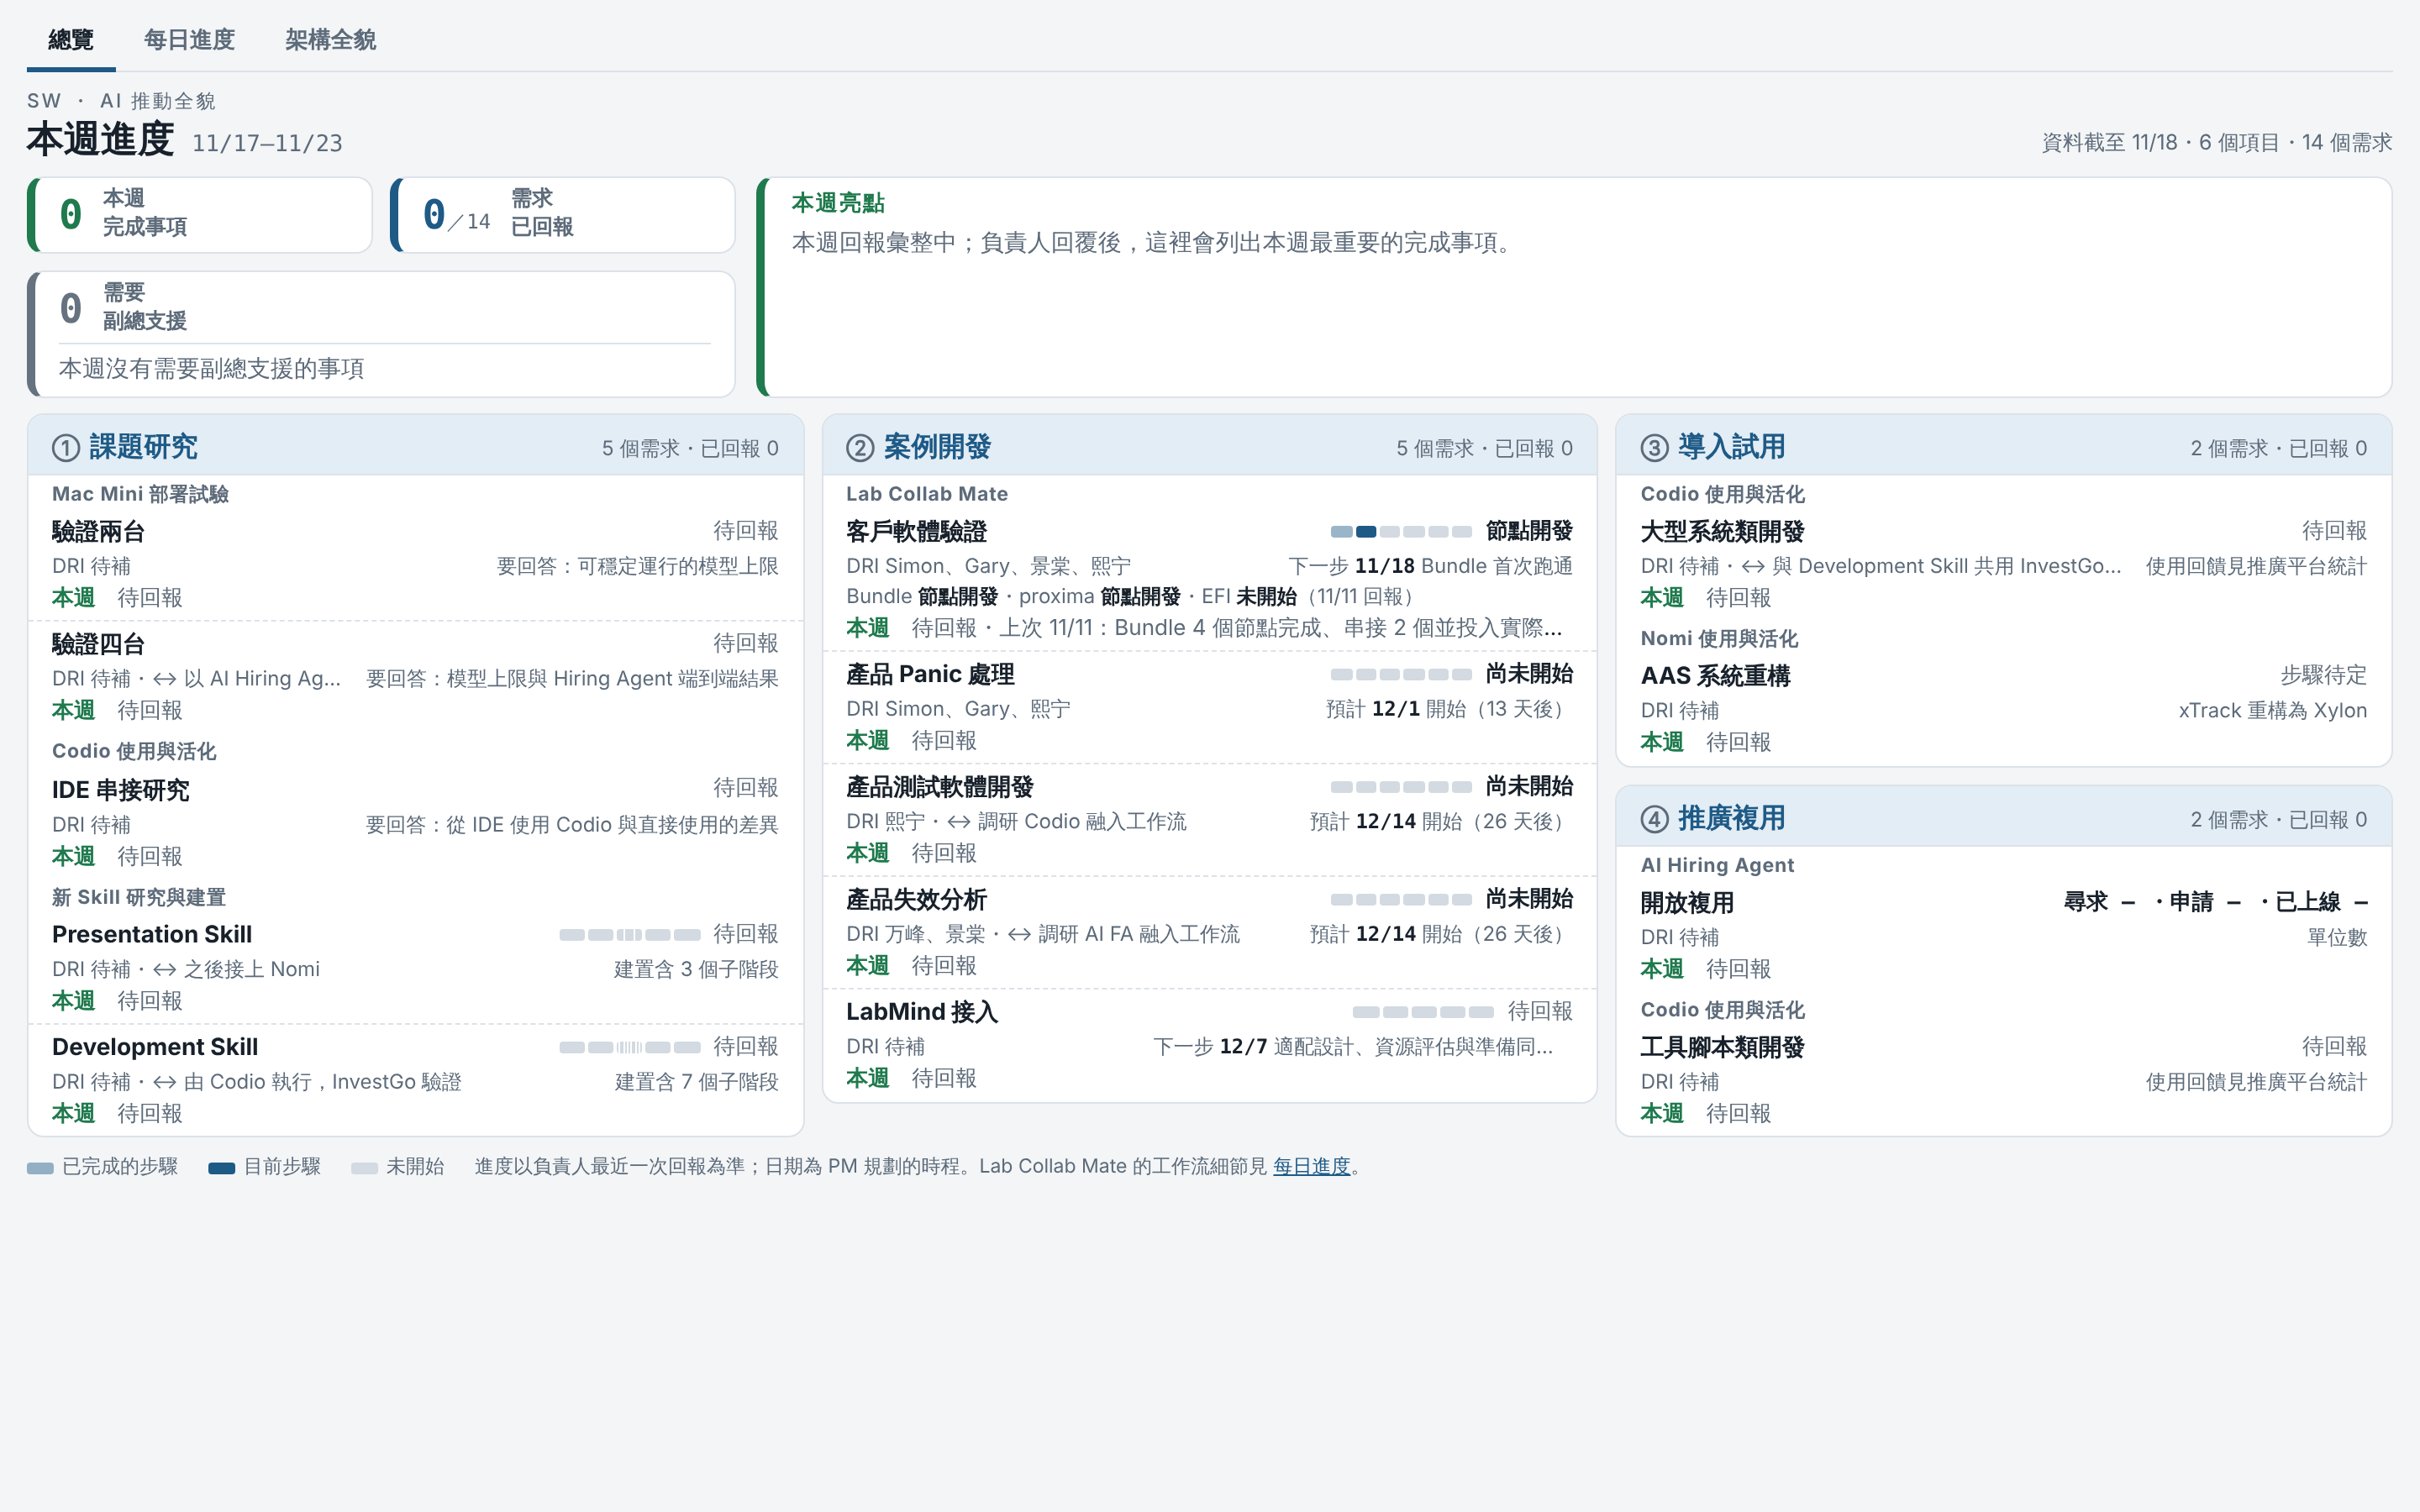 總覽 每日進度 架構全貌
SW · AI 推動全貌
本週進度 11/17–11/23
資料截至 11/18・6 個項目・14 個需求
0 本週
完成事項
0／14 需求
已回報
0 需要
副總支援
本週沒有需要副總支援的事項
本週亮點
本週回報彙整中；負責人回覆後，這裡會列出本週最重要的完成事項。
① 課題研究 5 個需求・已回報 0
Mac Mini 部署試驗
驗證兩台 待回報
DRI 待補 要回答：可穩定運行的模型上限
本週 待回報
驗證四台 待回報
DRI 待補・↔ 以 AI Hiring Ag… 要回答：模型上限與 Hiring Agent 端到端結果
本週 待回報
Codio 使用與活化
IDE 串接研究 待回報
DRI 待補 要回答：從 IDE 使用 Codio 與直接使用的差異
本週 待回報
新 Skill 研究與建置
Presentation Skill 待回報
DRI 待補・↔ 之後接上 Nomi 建置含 3 個子階段
本週 待回報
Development Skill 待回報
DRI 待補・↔ 由 Codio 執行，InvestGo 驗證 建置含 7 個子階段
本週 待回報
② 案例開發 5 個需求・已回報 0
Lab Collab Mate
客戶軟體驗證 節點開發
DRI Simon、Gary、景棠、熙宁 下一步 11/18 Bundle 首次跑通
Bundle 節點開發・proxima 節點開發・EFI 未開始（11/11 回報）
本週 待回報・上次 11/11：Bundle 4 個節點完成、串接 2 個並投入實際…
產品 Panic 處理 尚未開始
DRI Simon、Gary、熙宁 預計 12/1 開始（13 天後）
本週 待回報
產品測試軟體開發 尚未開始
DRI 熙宁・↔ 調研 Codio 融入工作流 預計 12/14 開始（26 天後）
本週 待回報
產品失效分析 尚未開始
DRI 万峰、景棠・↔ 調研 AI FA 融入工作流 預計 12/14 開始（26 天後）
本週 待回報
LabMind 接入 待回報
DRI 待補 下一步 12/7 適配設計、資源評估與準備同…
本週 待回報
③ 導入試用 2 個需求・已回報 0
Codio 使用與活化
大型系統類開發 待回報
DRI 待補・↔ 與 Development Skill 共用 InvestGo… 使用回饋見推廣平台統計
本週 待回報
Nomi 使用與活化
AAS 系統重構 步驟待定
DRI 待補 xTrack 重構為 Xylon
本週 待回報
④ 推廣複用 2 個需求・已回報 0
AI Hiring Agent
開放複用 尋求 – ・申請 – ・已上線 –
DRI 待補 單位數
本週 待回報
Codio 使用與活化
工具腳本類開發 待回報
DRI 待補 使用回饋見推廣平台統計
本週 待回報
已完成的步驟 目前步驟 未開始 進度以負責人最近一次回報為準；日期為 PM 規劃的時程。Lab Collab Mate 的工作流細節見 每日進度。